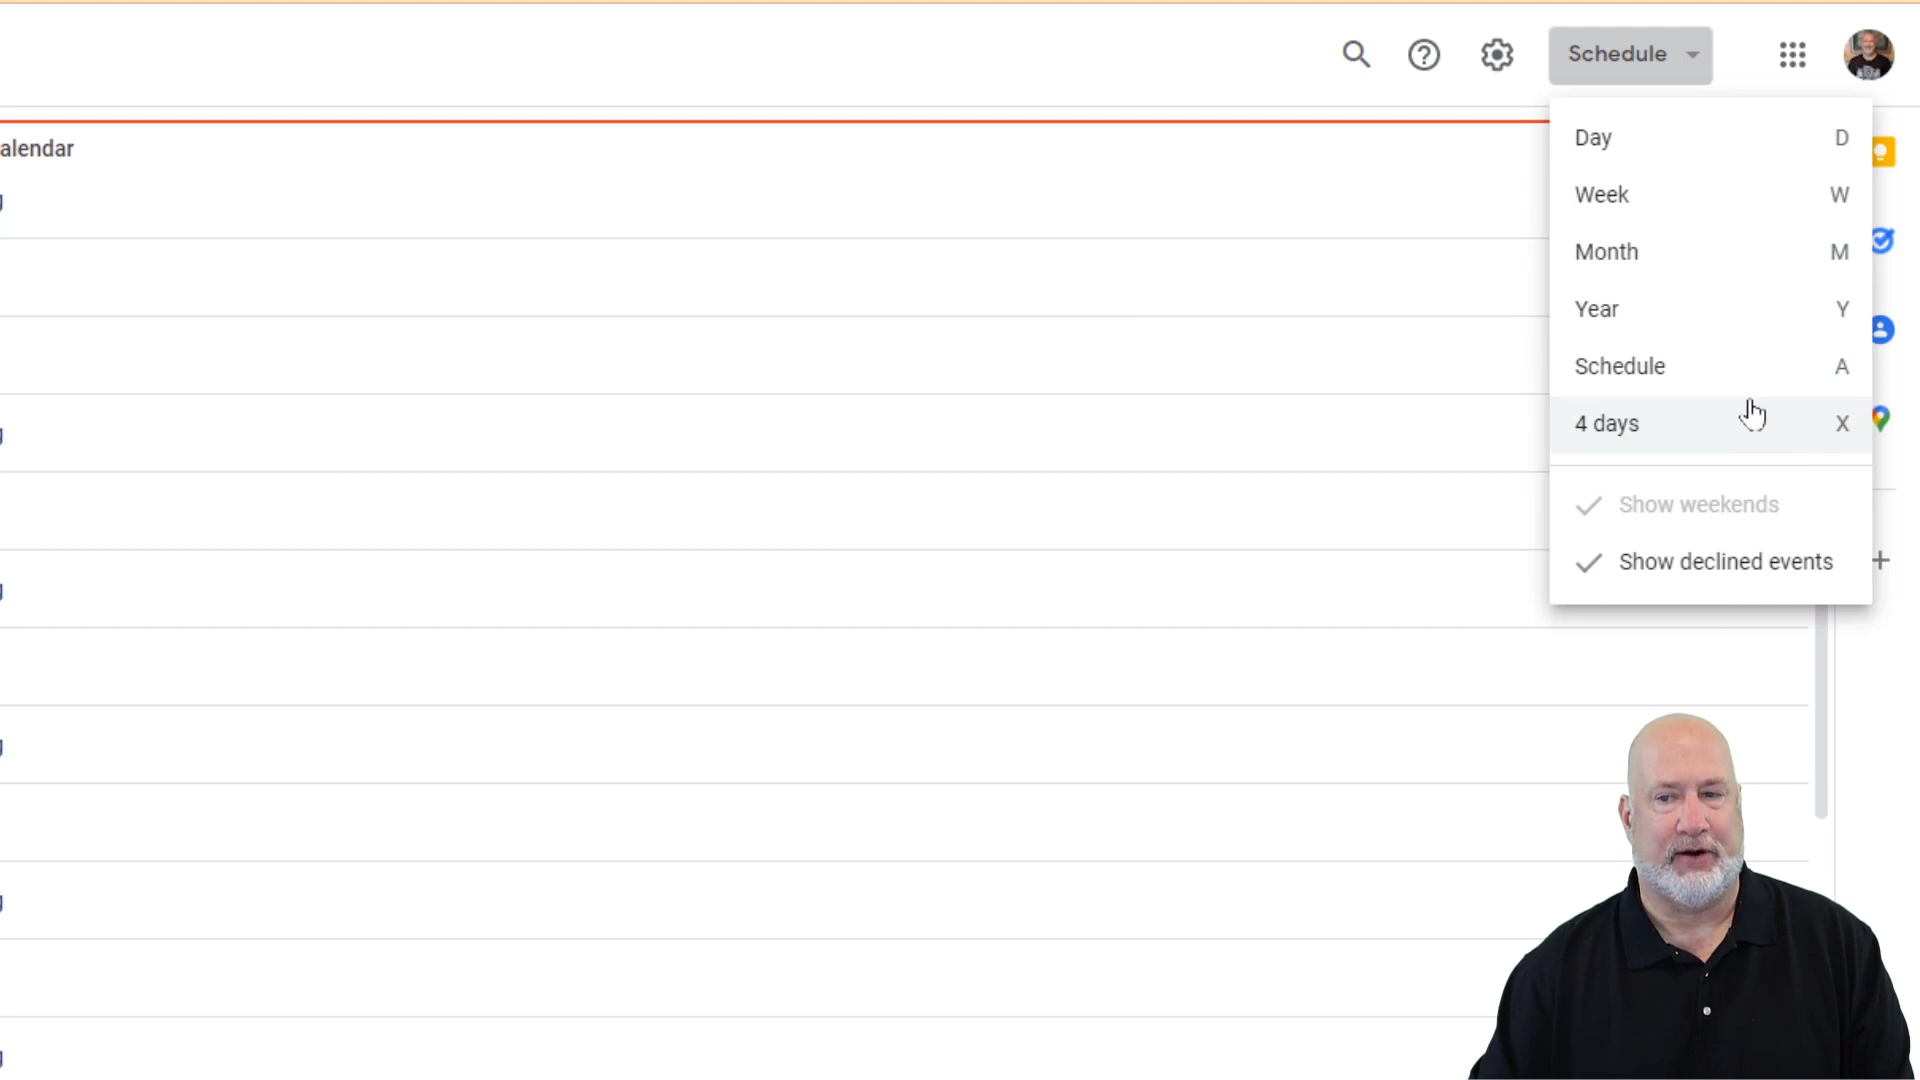 Schedule
alendar
Day D
Week W
Month M
Year Y
Schedule A
4 days X
Show weekends
Show declined events
g
g
g
g
g
g